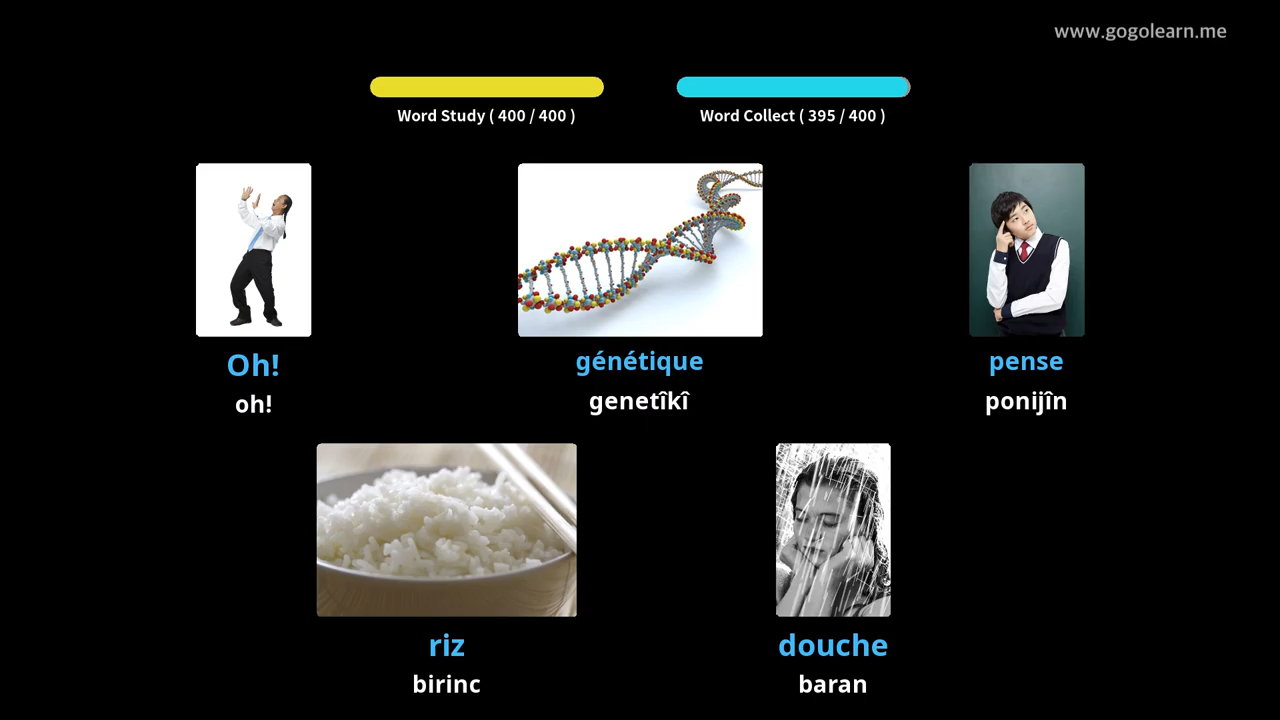 www.gogolearn.me
Word Study ( 400 / 400 )
Word Collect ( 395 / 400 )
Oh!
oh!
génétique
genetîkî
pense
ponijîn
riz
birinc
douche
baran